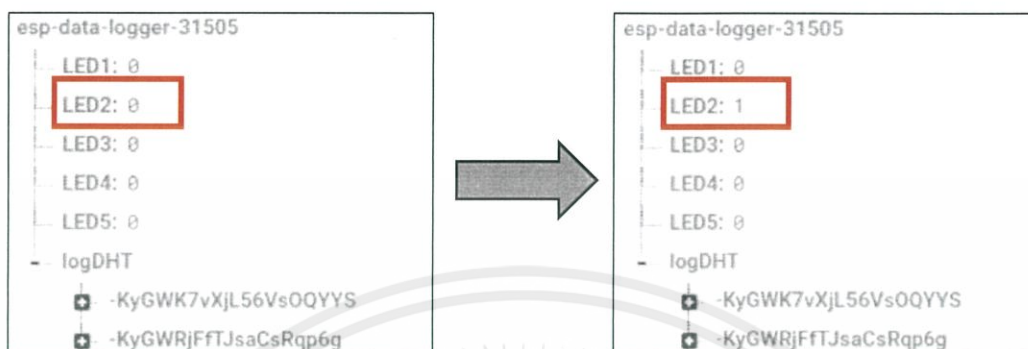 esp-data-logger-31505
LED1: 0
LED2: 0
LED3: 0
LED4: 0
LED5: 0
logDHT
-KyGWK7vXjL56VsOQYYS
-KyGWRjFfTJsaCsRqp6g
esp-data-logger-31505
LED1: 0
LED2: 1
LED3: 0
LED4: 0
LED5: 0
logDHT
-KyGWK7vXjL56VsOQYYS
-KyGWRjFfTJsaCsRqp6g